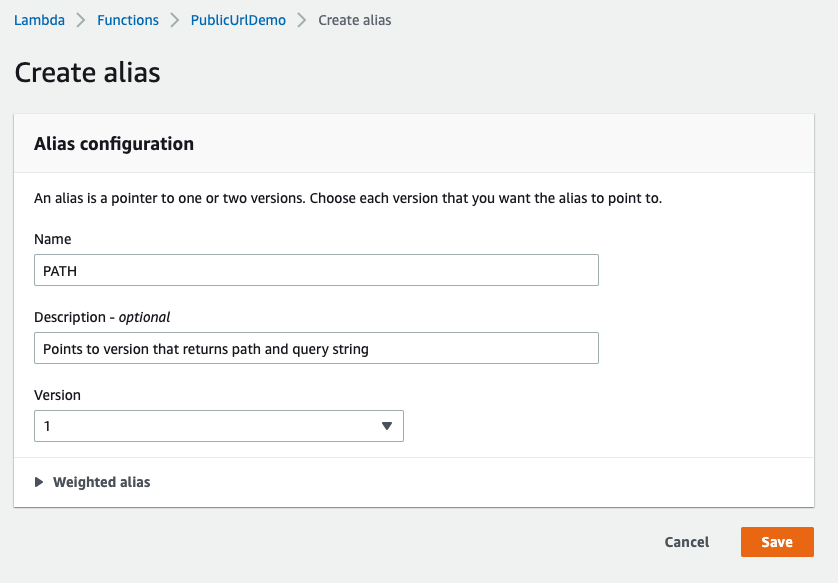 Lambda > Functions > PublicUrlDemo > Create alias
Create alias
Alias configuration
An alias is a pointer to one or two versions. Choose each version that you want the alias to point to.
Name
PATH
Description - optional
Points to version that returns path and query string
Version
1
Weighted alias
Cancel Save